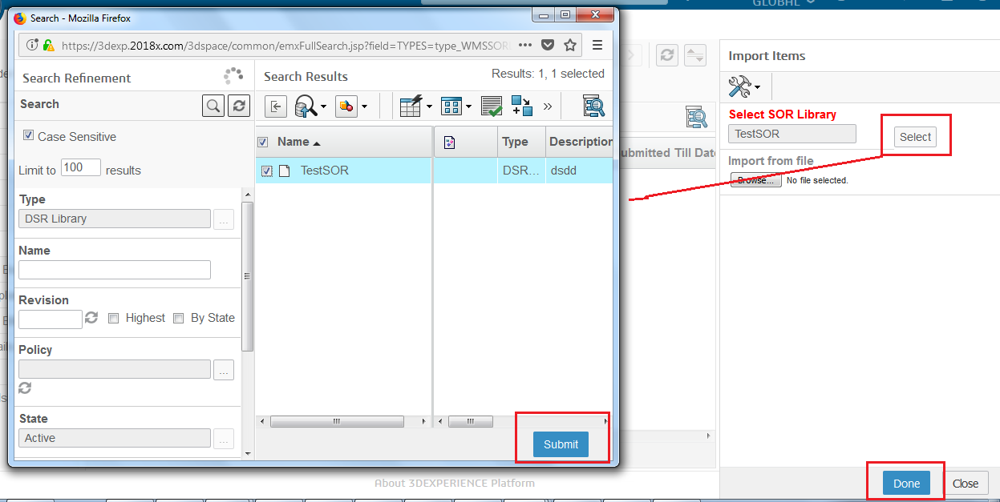 GLOBAL
Search - Mozilla Firefox
https://3dexp.2018x.com/3dspace/common/emxFullSearch.jsp?field=TYPES=type_WMSSOR
Search Refinement
Search Results
Results: 1, 1 selected
Search
Case Sensitive
Limit to 100 results
Type
DSR Library
...
Name
Revision
Highest
By State
Policy
...
State
Active
...
Name
Type
Description
TestSOR
DSR...
dsdd
Submit
ubmitted Till Date
Import Items
Select SOR Library
TestSOR
Select
Import from file
Browse... No file selected.
Done
Close
About 3DEXPERIENCE Platform